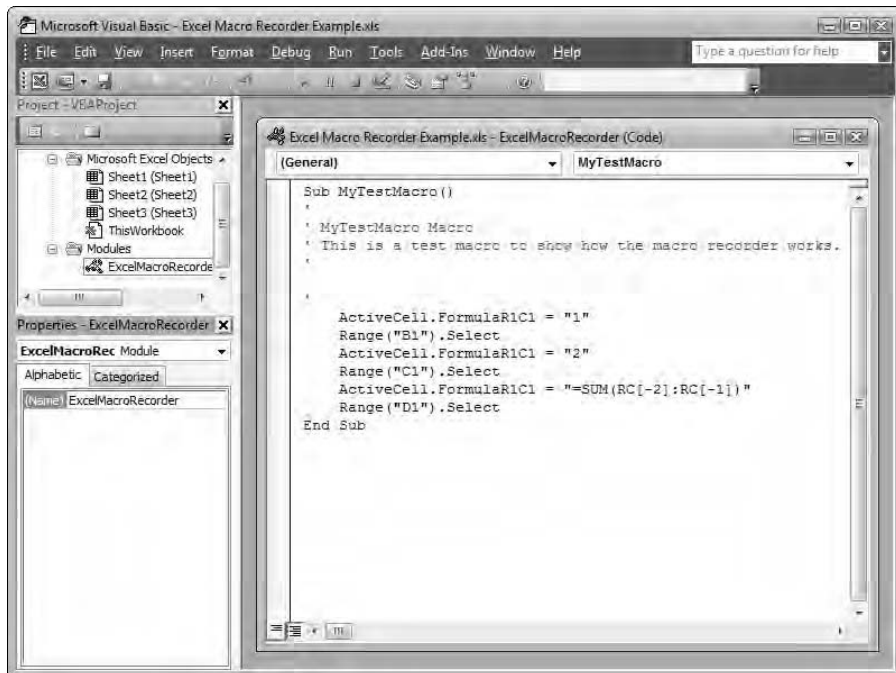 Microsoft Visual Basic - Excel Macro Recorder Example.xls
File Edit View Insert Format Debug Run Tools Add-Ins Window Help
Type a question for help
Project - VBAProject
Microsoft Excel Objects
Sheet1 (Sheet1)
Sheet2 (Sheet2)
Sheet3 (Sheet3)
ThisWorkbook
Modules
ExcelMacroRecorde
Properties - ExcelMacroRecorder
ExcelMacroRec Module
Alphabetic Categorized
(Name) ExcelMacroRecorder
Excel Macro Recorder Example.xls - ExcelMacroRecorder (Code)
(General) MyTestMacro
Sub MyTestMacro()
'
' MyTestMacro Macro
' This is a test macro to show how the macro recorder works.
'
'
ActiveCell.FormulaR1C1 = "1"
Range("B1").Select
ActiveCell.FormulaR1C1 = "2"
Range("C1").Select
ActiveCell.FormulaR1C1 = "=SUM(RC[-2]:RC[-1])"
Range("D1").Select
End Sub